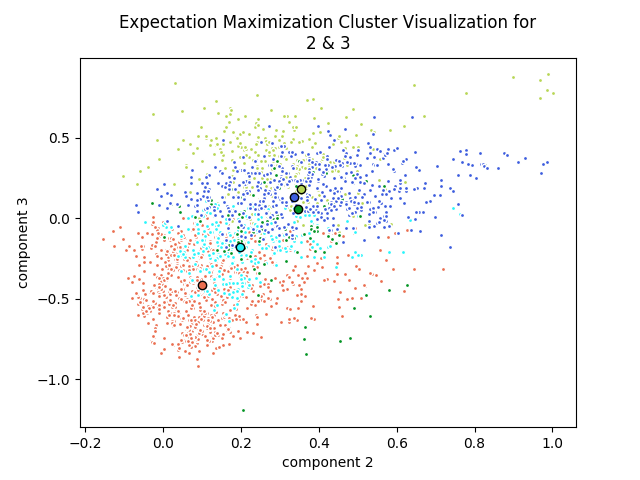 Expectation Maximization Cluster Visualization for
2 & 3
component 3
0.5
0.0
−0.5
−1.0
−0.2
0.0
0.2
0.4
0.6
0.8
1.0
component 2